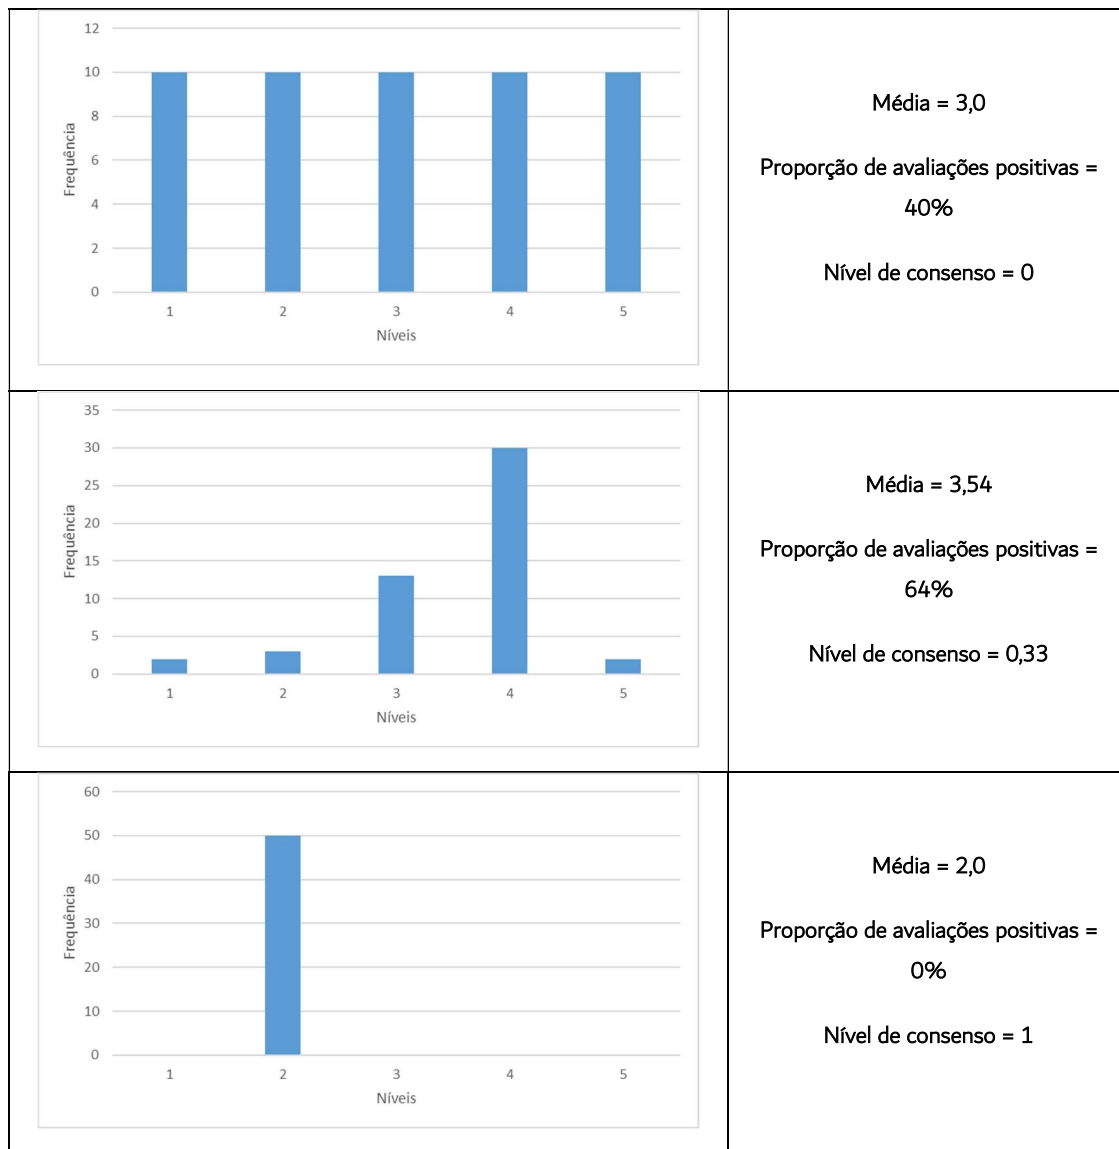 12
10
8
6
4
2
0
Frequência
1 2 3 4 5
Níveis
Média = 3,0
Proporção de avaliações positivas =
40%
Nível de consenso = 0
35
30
25
20
15
10
5
0
Frequência
1 2 3 4 5
Níveis
Média = 3,54
Proporção de avaliações positivas =
64%
Nível de consenso = 0,33
60
50
40
30
20
10
0
Frequência
1 2 3 4 5
Níveis
Média = 2,0
Proporção de avaliações positivas =
0%
Nível de consenso = 1